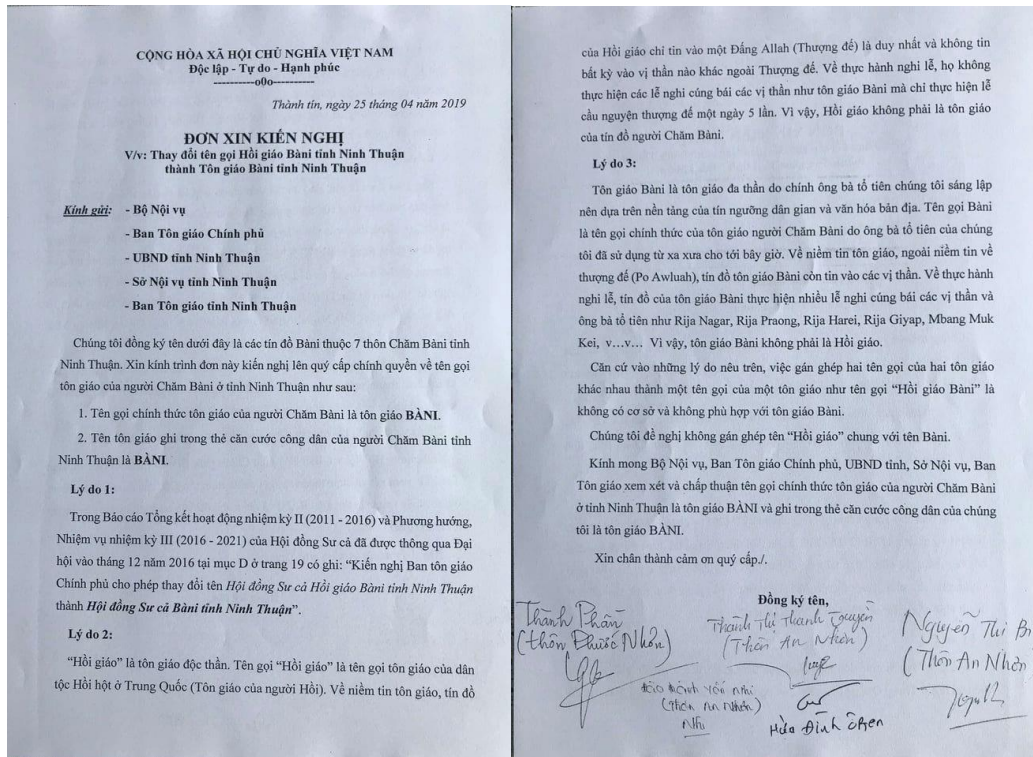 CỘNG HÒA XÃ HỘI CHỦ NGHĨA VIỆT NAM
Độc lập - Tự do - Hạnh phúc
----------o0o----------
Thành tín, ngày 25 tháng 04 năm 2019
ĐƠN XIN KIẾN NGHỊ
V/v: Thay đổi tên gọi Hồi giáo Bàni tỉnh Ninh Thuận
thành Tôn giáo Bàni tỉnh Ninh Thuận
Kính gửi: - Bộ Nội vụ
- Ban Tôn giáo Chính phủ
- UBND tỉnh Ninh Thuận
- Sở Nội vụ tỉnh Ninh Thuận
- Ban Tôn giáo tỉnh Ninh Thuận
Chúng tôi đồng ký tên dưới đây là các tín đồ Bàni thuộc 7 thôn Chăm Bàni tỉnh
Ninh Thuận. Xin kính trình đơn này kiến nghị lên quý cấp chính quyền về tên gọi
tôn giáo của người Chăm Bàni ở tỉnh Ninh Thuận như sau:
1. Tên gọi chính thức tôn giáo của người Chăm Bàni là tôn giáo BÀNI.
2. Tên tôn giáo ghi trong thẻ căn cước công dân của người Chăm Bàni tỉnh
Ninh Thuận là BÀNI.
Lý do 1:
Trong Báo cáo Tổng kết hoạt động nhiệm kỳ II (2011 - 2016) và Phương hướng,
Nhiệm vụ nhiệm kỳ III (2016 - 2021) của Hội đồng Sư cả đã được thông qua Đại
hội vào tháng 12 năm 2016 tại mục D ở trang 19 có ghi: “Kiến nghị Ban tôn giáo
Chính phủ cho phép thay đổi tên Hội đồng Sư cả Hồi giáo Bàni tỉnh Ninh Thuận
thành Hội đồng Sư cả Bàni tỉnh Ninh Thuận”.
Lý do 2:
“Hồi giáo” là tôn giáo độc thần. Tên gọi “Hồi giáo” là tên gọi tôn giáo của dân
tộc Hồi hột ở Trung Quốc (Tôn giáo của người Hồi). Về niềm tin tôn giáo, tín đồ
của Hồi giáo chỉ tin vào một Đấng Allah (Thượng đế) là duy nhất và không tin
bất kỳ vào vị thần nào khác ngoài Thượng đế. Về thực hành nghi lễ, họ không
thực hiện các lễ nghi cúng bái các vị thần như tôn giáo Bàni mà chỉ thực hiện lễ
cầu nguyện thượng đế một ngày 5 lần. Vì vậy, Hồi giáo không phải là tôn giáo
của tín đồ người Chăm Bàni.
Lý do 3:
Tôn giáo Bàni là tôn giáo đa thần do chính ông bà tổ tiên chúng tôi sáng lập
nên dựa trên nền tảng của tín ngưỡng dân gian và văn hóa bản địa. Tên gọi Bàni
là tên gọi chính thức của tôn giáo người Chăm Bàni do ông bà tổ tiên của chúng
tôi đã sử dụng từ xa xưa cho tới bây giờ. Về niềm tin tôn giáo, ngoài niềm tin về
thượng đế (Po Awluah), tín đồ tôn giáo Bàni còn tin vào các vị thần. Về thực hành
nghi lễ, tín đồ của tôn giáo Bàni thực hiện nhiều lễ nghi cúng bái các vị thần và
ông bà tổ tiên như Rija Nagar, Rija Praong, Rija Harei, Rija Giyap, Mbang Muk
Kei, v...v... Vì vậy, tôn giáo Bàni không phải là Hồi giáo.
Căn cứ vào những lý do nêu trên, việc gán ghép hai tên gọi của hai tôn giáo
khác nhau thành một tên gọi của một tôn giáo như tên gọi “Hồi giáo Bàni” là
không có cơ sở và không phù hợp với tôn giáo Bàni.
Chúng tôi đề nghị không gán ghép tên “Hồi giáo” chung với tên Bàni.
Kính mong Bộ Nội vụ, Ban Tôn giáo Chính phủ, UBND tỉnh, Sở Nội vụ, Ban
Tôn giáo xem xét và chấp thuận tên gọi chính thức tôn giáo của người Chăm Bàni
ở tỉnh Ninh Thuận là tôn giáo BÀNI và ghi trong thẻ căn cước công dân của chúng
tôi là tôn giáo BÀNI.
Xin chân thành cảm ơn quý cấp./.
Đồng ký tên,
Thành Phần
(thôn Phước Nhơn)
Thành Thị Thanh
(Thôn An Nhơn)
Nguyễn Thị
(Thôn An Nhơn
(thôn An Nhơn)
Nhi
Hứa Đình